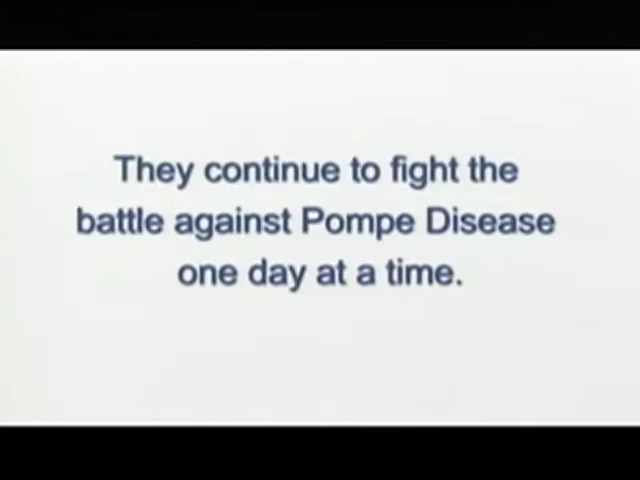 They continue to fight the
battle against Pompe Disease
one day at a time.